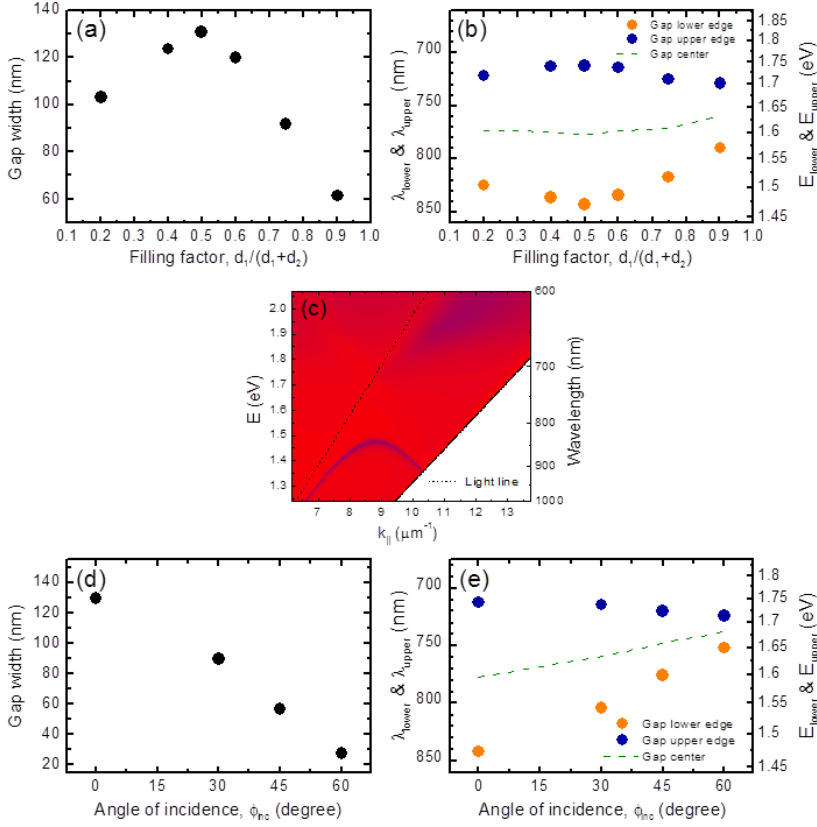 (a)
Gap width (nm)
140
120
100
80
60
0.1 0.2 0.3 0.4 0.5 0.6 0.7 0.8 0.9 1.0
Filling factor, d₁/(d₁+d₂)
(b)
Gap lower edge
Gap upper edge
Gap center
λlower & λupper (nm)
700
750
800
850
1.85
1.8
1.75
1.7
1.65
1.6
1.55
1.5
1.45
Elower & Eupper (eV)
0.1 0.2 0.3 0.4 0.5 0.6 0.7 0.8 0.9 1.0
Filling factor, d₁/(d₁+d₂)
(c)
E (eV)
2.0
1.9
1.8
1.7
1.6
1.5
1.4
1.3
600
700
800
900
1000
Wavelength (nm)
Light line
7 8 9 10 11 12 13
k|| (μm⁻¹)
(d)
Gap width (nm)
140
120
100
80
60
40
20
0 15 30 45 60
Angle of incidence, ϕinc (degree)
(e)
λlower & λupper (nm)
700
750
800
850
1.8
1.75
1.7
1.65
1.6
1.55
1.5
1.45
Elower & Eupper (eV)
Gap lower edge
Gap upper edge
Gap center
0 15 30 45 60
Angle of incidence, ϕinc (degree)